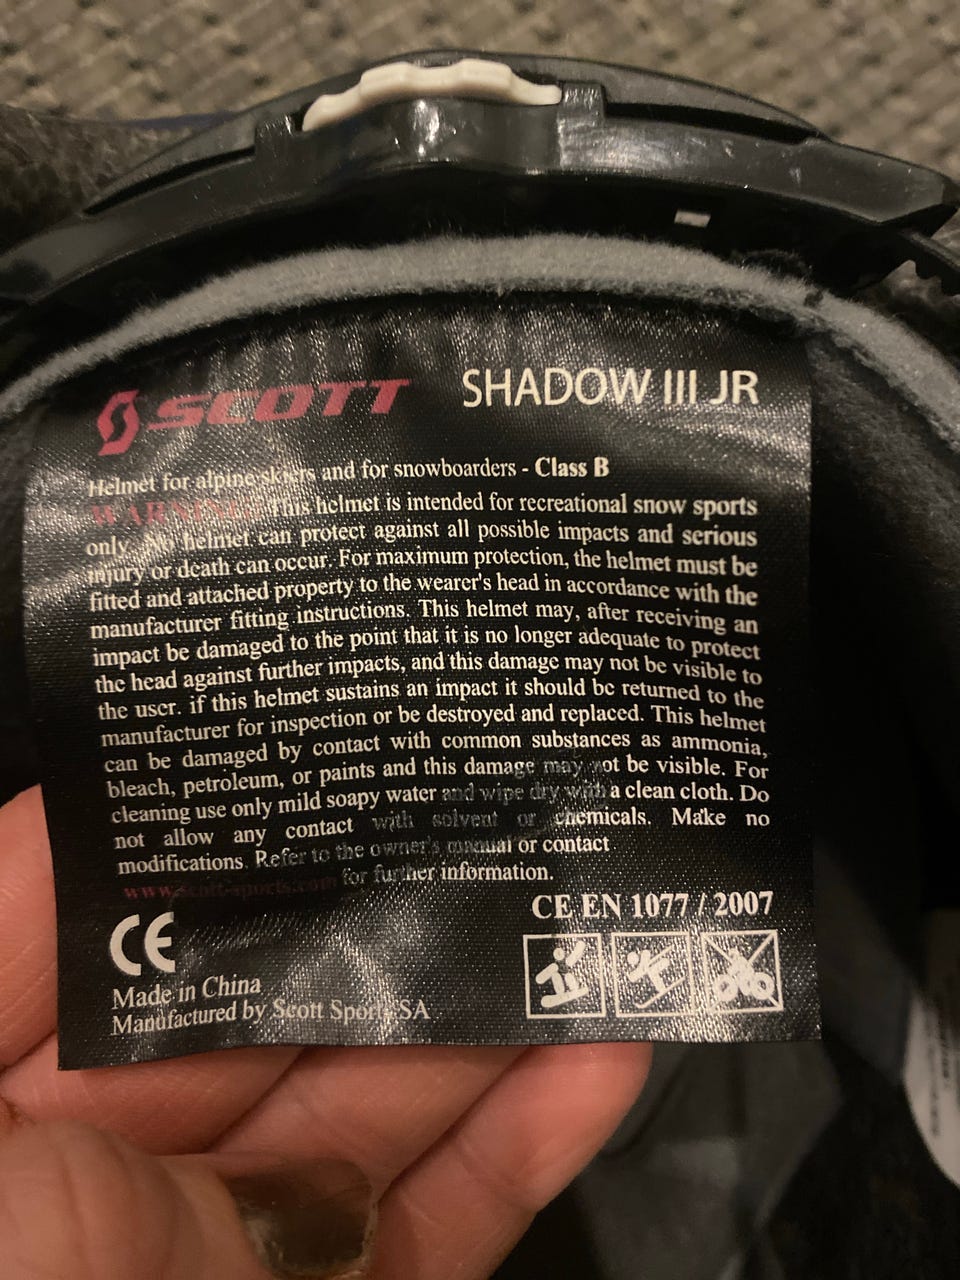 SCOTT SHADOW III JR
Helmet for alpine skiers and for snowboarders - Class B
WARNING! This helmet is intended for recreational snow sports
only. No helmet can protect against all possible impacts and serious
injury or death can occur. For maximum protection, the helmet must be
fitted and attached property to the wearer's head in accordance with the
manufacturer fitting instructions. This helmet may, after receiving an
impact be damaged to the point that it is no longer adequate to protect
the head against further impacts, and this damage may not be visible to
the user. if this helmet sustains an impact it should be returned to the
manufacturer for inspection or be destroyed and replaced. This helmet
can be damaged by contact with common substances as ammonia,
bleach, petroleum, or paints and this damage may not be visible. For
cleaning use only mild soapy water and wipe dry with a clean cloth. Do
not allow any contact with solvent or chemicals. Make no
modifications. Refer to the owner's manual or contact
www.scott-sports.com for further information.
CE EN 1077 / 2007
CE
Made in China
Manufactured by Scott Sports SA